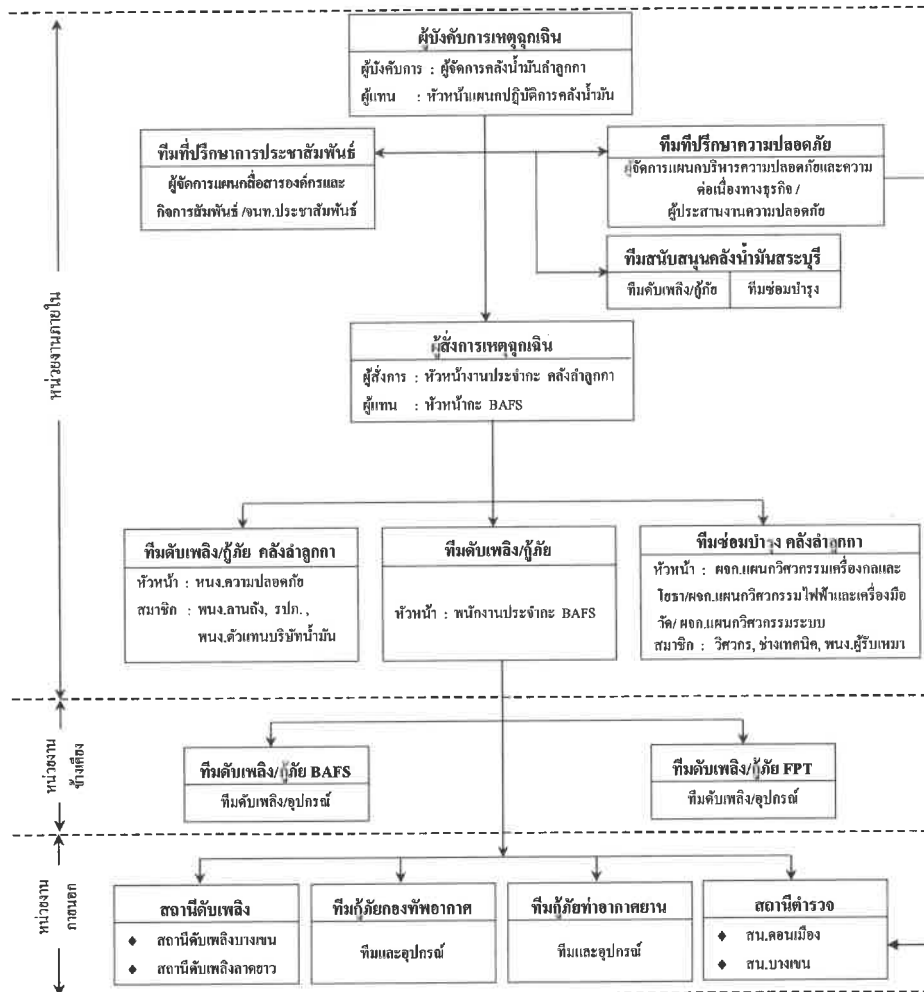 ผู้บังคับการเหตุฉุกเฉิน
ผู้บังคับการ : ผู้จัดการคลังน้ำมันลำลูกกา
ผู้แทน : หัวหน้าแผนกปฏิบัติการคลังน้ำมัน
ทีมที่ปรึกษาการประชาสัมพันธ์
ผู้จัดการแผนกสื่อสารองค์กรและ
กิจการสัมพันธ์ /จนท.ประชาสัมพันธ์
ทีมที่ปรึกษาความปลอดภัย
ผู้จัดการแผนกบริหารความปลอดภัยและความ
ต่อเนื่องทางธุรกิจ /
ผู้ประสานงานความปลอดภัย
ทีมสนับสนุนคลังน้ำมันสระบุรี
ทีมดับเพลิง/กู้ภัย
ทีมซ่อมบำรุง
หน่วยงานภายใน
ผู้สั่งการเหตุฉุกเฉิน
ผู้สั่งการ : หัวหน้างานประจำกะ คลังลำลูกกา
ผู้แทน : หัวหน้ากะ BAFS
ทีมดับเพลิง/กู้ภัย คลังลำลูกกา
หัวหน้า : หนง.ความปลอดภัย
สมาชิก : พนง.ลานถัง, รปภ. ,
พนง.ตัวแทนบริษัทน้ำมัน
ทีมดับเพลิง/กู้ภัย
หัวหน้า : พนักงานประจำกะ BAFS
ทีมซ่อมบำรุง คลังลำลูกกา
หัวหน้า : ผจก.แผนกวิศวกรรมเครื่องกลและ
โยธา/ผจก.แผนกวิศวกรรมไฟฟ้าและเครื่องมือ
วัด/ ผจก.แผนกวิศวกรรมระบบ
สมาชิก : วิศวกร, ช่างเทคนิค, พนง.ผู้รับเหมา
หน่วยงาน
ข้างเคียง
ทีมดับเพลิง/กู้ภัย BAFS
ทีมดับเพลิง/อุปกรณ์
ทีมดับเพลิง/กู้ภัย FPT
ทีมดับเพลิง/อุปกรณ์
หน่วยงาน
ภายนอก
สถานีดับเพลิง
♦ สถานีดับเพลิงบางเขน
♦ สถานีดับเพลิงลาดยาว
ทีมกู้ภัยกองทัพอากาศ
ทีมและอุปกรณ์
ทีมกู้ภัยท่าอากาศยาน
ทีมและอุปกรณ์
สถานีตำรวจ
♦ สน.ดอนเมือง
♦ สน.บางเขน